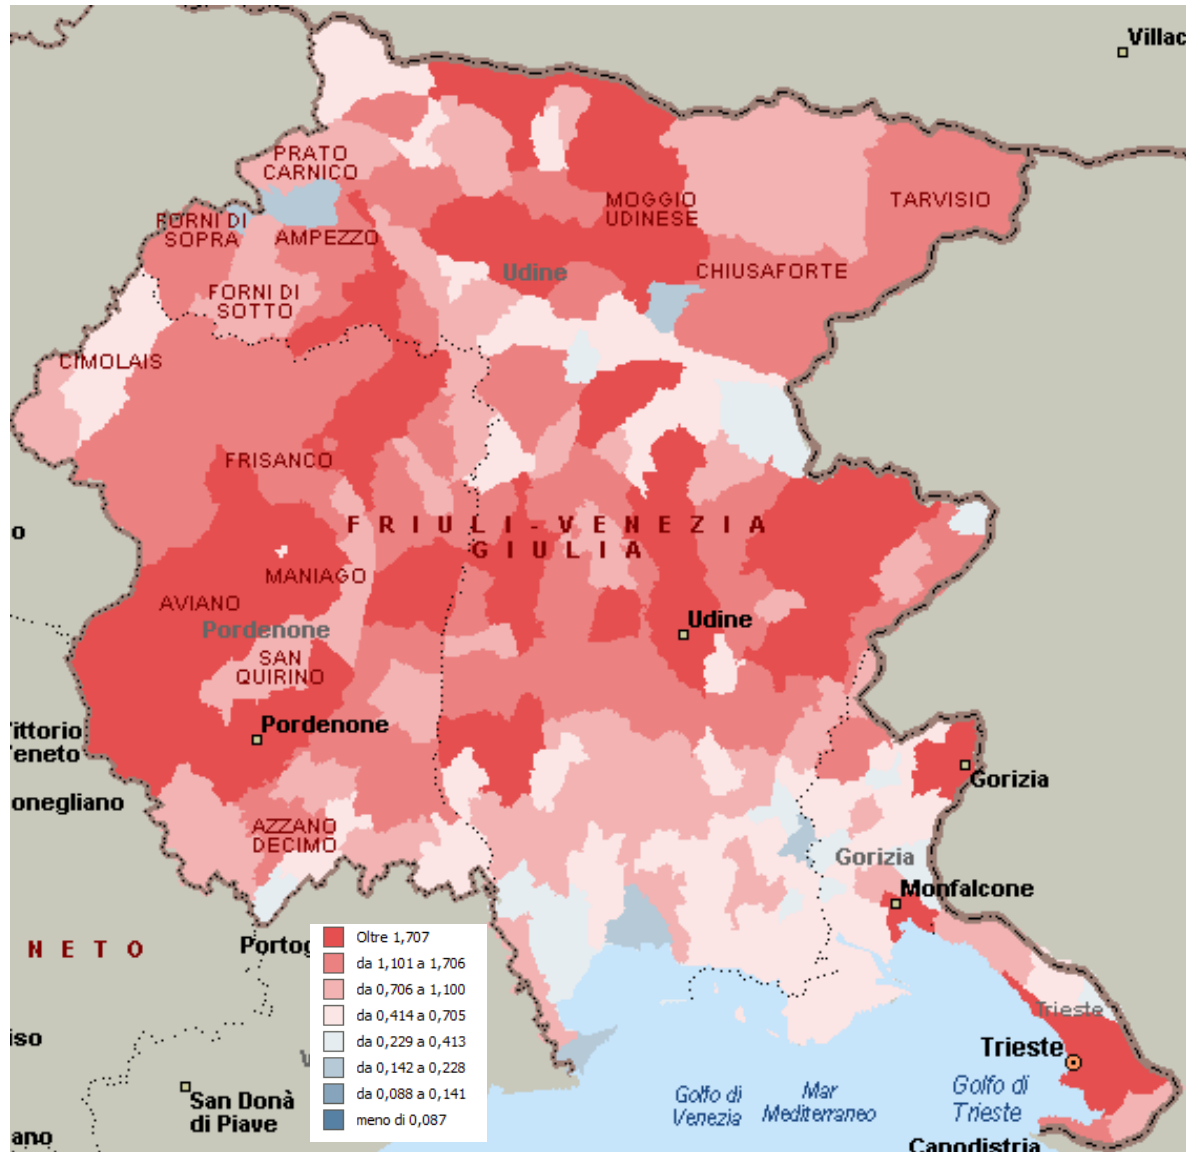 Villac
PRATO
CARNICO
MOGGIO
UDINESE
TARVISIO
FORNI DI
SOPRA
AMPEZZO
Udine
CHIUSAFORTE
FORNI DI
SOTTO
CIMOLAIS
FRISANCO
o
FRIULI-VENEZIA
GIULIA
MANIAGO
AVIANO
Pordenone
Udine
SAN
QUIRINO
Pordenone
ittorio
eneto
Gorizia
onegliano
AZZANO
DECIMO
Gorizia
Monfalcone
NETO
Portog
Oltre 1,707
da 1,101 a 1,706
da 0,706 a 1,100
da 0,414 a 0,705
da 0,229 a 0,413
da 0,142 a 0,228
da 0,088 a 0,141
meno di 0,087
Trieste
iso
Trieste
San Donà
di Piave
Golfo di
Venezia
Mar
Mediterraneo
Golfo di
Trieste
ano
Capodistria